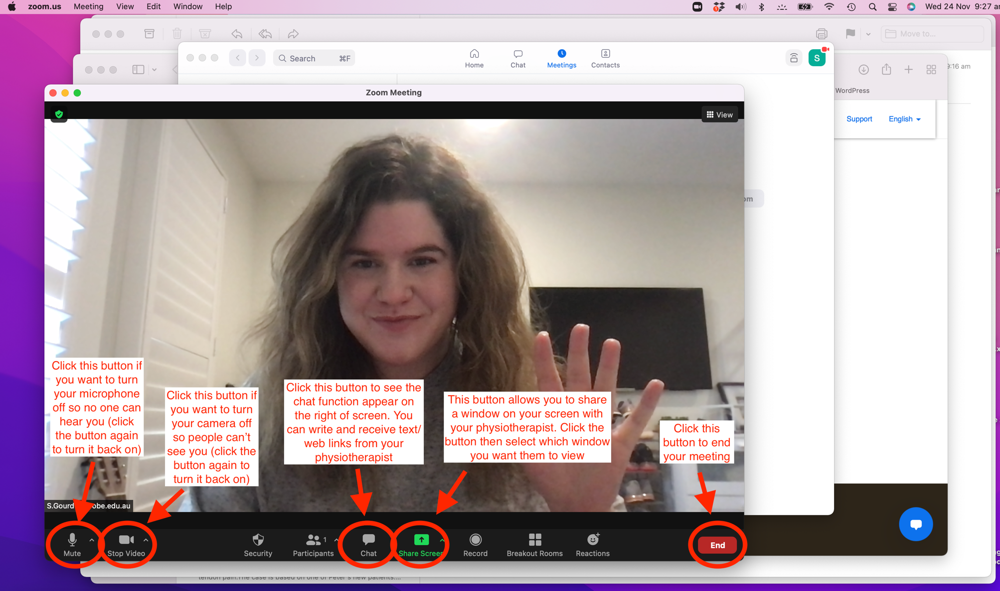 zoom.us Meeting View Edit Window Help
1
Wed 24 Nov 9:27
Move to...
Search ⌘F
Home
Chat
Meetings
Contacts
S
9:16 am
WordPress
Zoom Meeting
View
Support
English
Click this button if
you want to turn
your microphone
off so no one can
hear you (click
the button again
to turn it back on)
Click this button if
you want to turn
your camera off
so people can't
see you (click the
button again to
turn it back on)
Click this button to see the
chat function appear on
the right of screen. You
can write and receive text/
web links from your
physiotherapist
This button allows you to share
a window on your screen with
your physiotherapist. Click the
button then select which window
you want them to view
Click this
button to end
your meeting
Mute
Stop Video
Security
1
Participants
Chat
Share Screen
Record
Breakout Rooms
Reactions
End
tendon pain.The case is based on one of Peter's new patients....